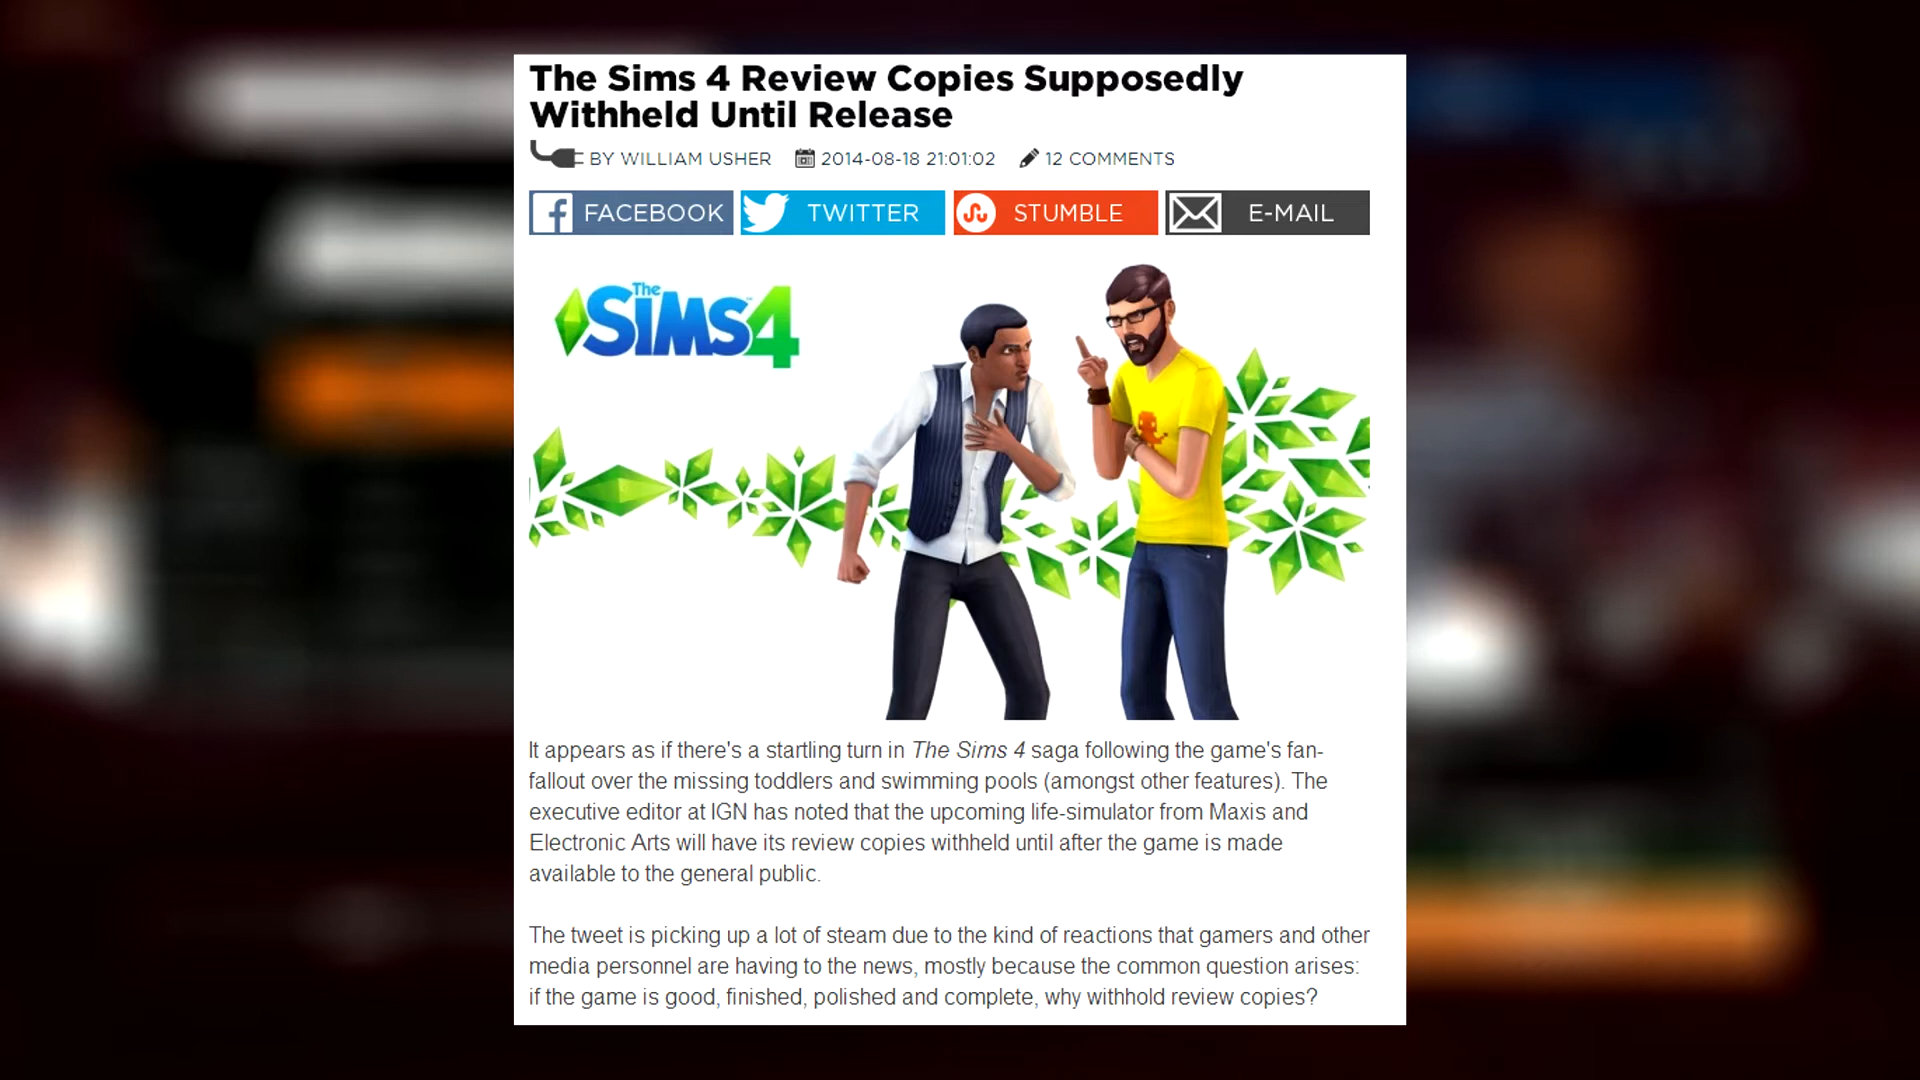 The Sims 4 Review Copies Supposedly
Withheld Until Release
BY WILLIAM USHER 2014-08-18 21:01:02 12 COMMENTS
FACEBOOK TWITTER STUMBLE E-MAIL
The
SiMS 4
It appears as if there's a startling turn in The Sims 4 saga following the game's fan-
fallout over the missing toddlers and swimming pools (amongst other features). The
executive editor at IGN has noted that the upcoming life-simulator from Maxis and
Electronic Arts will have its review copies withheld until after the game is made
available to the general public.
The tweet is picking up a lot of steam due to the kind of reactions that gamers and other
media personnel are having to the news, mostly because the common question arises:
if the game is good, finished, polished and complete, why withhold review copies?